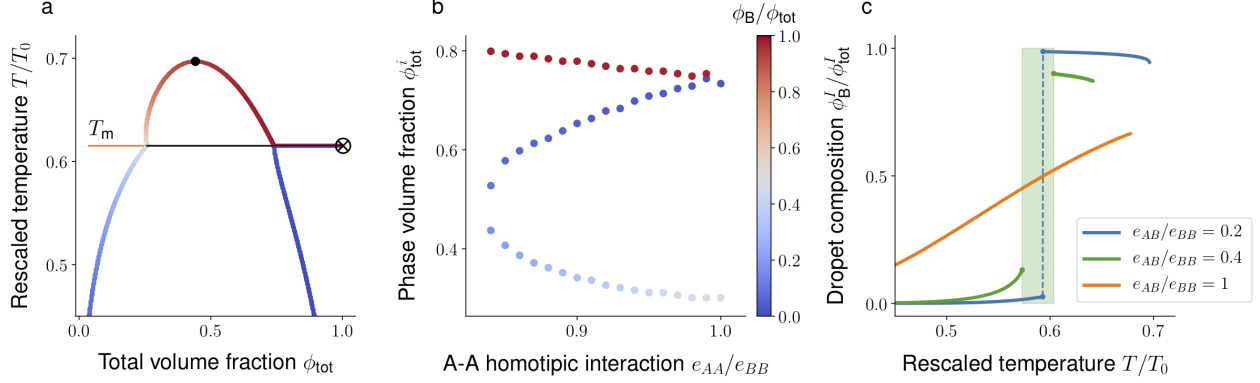 a
Rescaled temperature T/T₀
0.7
0.6
0.5
Tₘ
0.0
0.5
1.0
Total volume fraction ϕ_tot
b
Phase volume fraction ϕ^i_tot
0.8
0.6
0.4
0.9
1.0
A-A homotipic interaction e_AA/e_BB
ϕ_B/ϕ_tot
1.0
0.8
0.6
0.4
0.2
0.0
c
Dropet composition ϕ^I_B/ϕ^I_tot
1.0
0.5
0.0
0.5
0.6
0.7
Rescaled temperature T/T₀
e_AB/e_BB = 0.2
e_AB/e_BB = 0.4
e_AB/e_BB = 1